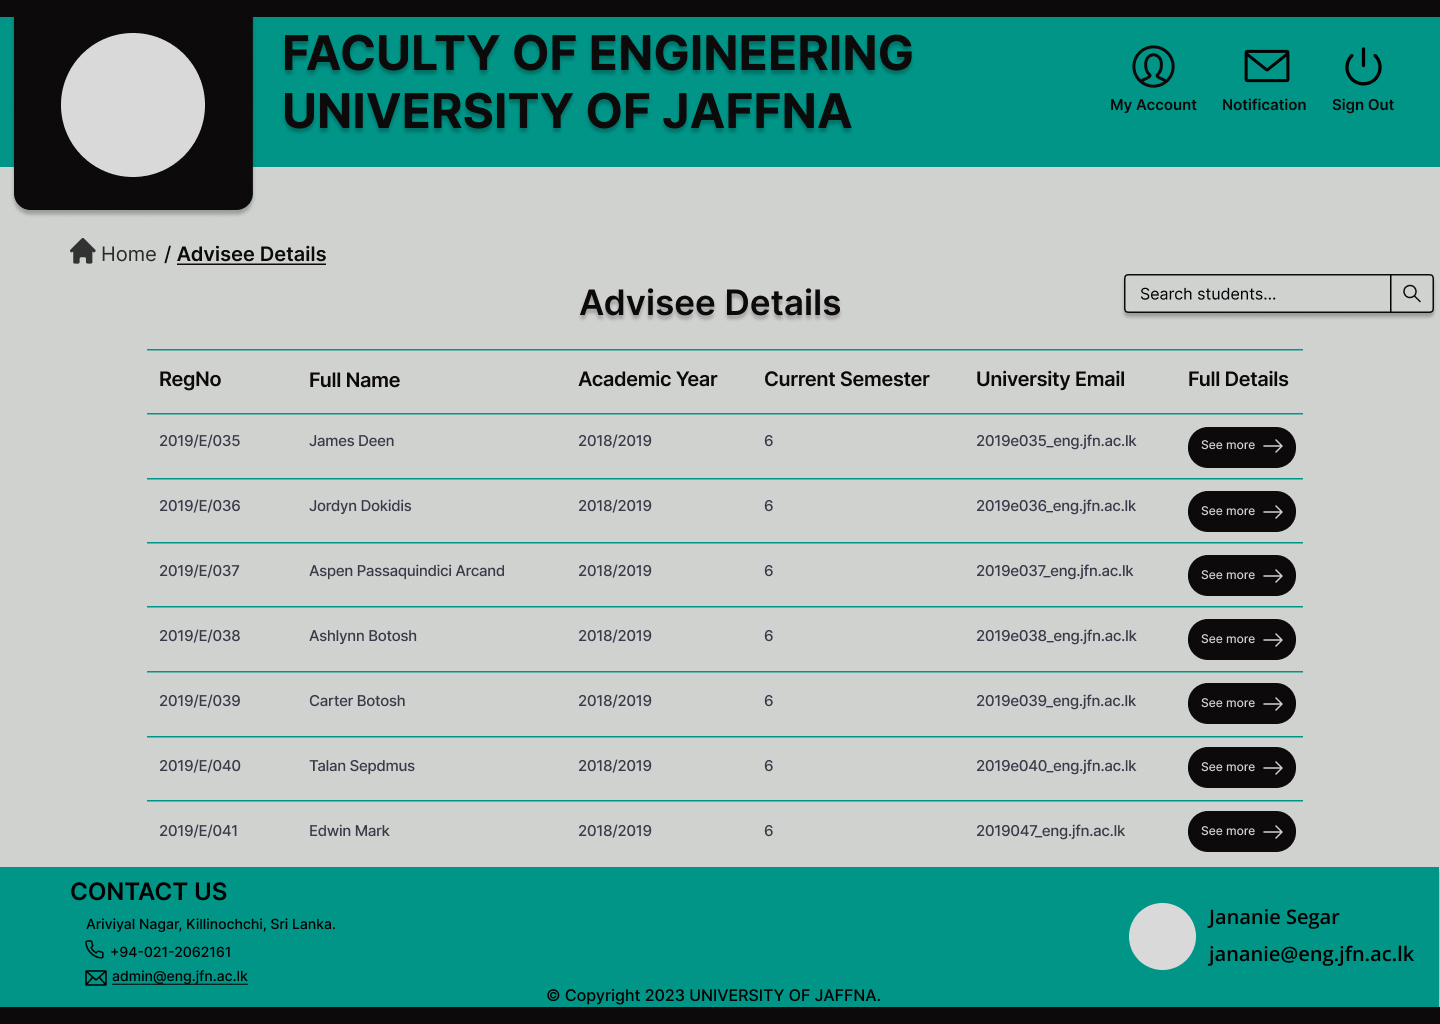 FACULTY OF ENGINEERING
UNIVERSITY OF JAFFNA
My Account Notification Sign Out
Home / Advisee Details
Search students...
Advisee Details
RegNo Full Name Academic Year Current Semester University Email Full Details
2019/E/035 James Deen 2018/2019 6 2019e035_eng.jfn.ac.lk See more
2019/E/036 Jordyn Dokidis 2018/2019 6 2019e036_eng.jfn.ac.lk See more
2019/E/037 Aspen Passaquindici Arcand 2018/2019 6 2019e037_eng.jfn.ac.lk See more
2019/E/038 Ashlynn Botosh 2018/2019 6 2019e038_eng.jfn.ac.lk See more
2019/E/039 Carter Botosh 2018/2019 6 2019e039_eng.jfn.ac.lk See more
2019/E/040 Talan Sepdmus 2018/2019 6 2019e040_eng.jfn.ac.lk See more
2019/E/041 Edwin Mark 2018/2019 6 2019047_eng.jfn.ac.lk See more
CONTACT US
Ariviyal Nagar, Killinochchi, Sri Lanka.
+94-021-2062161
admin@eng.jfn.ac.lk
Jananie Segar
jananie@eng.jfn.ac.lk
© Copyright 2023 UNIVERSITY OF JAFFNA.